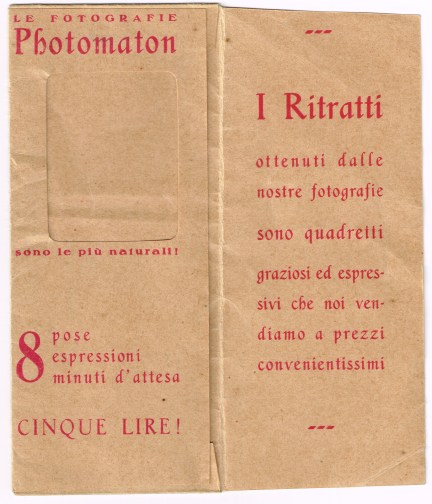 LE FOTOGRAFIE
Photomaton
sono le più naturali!
8 pose
espressioni
minuti d'attesa
CINQUE LIRE!
I Ritratti
ottenuti dalle
nostre fotografie
sono quadretti
graziosi ed espres-
sivi che noi ven-
diamo a prezzi
convenientissimi